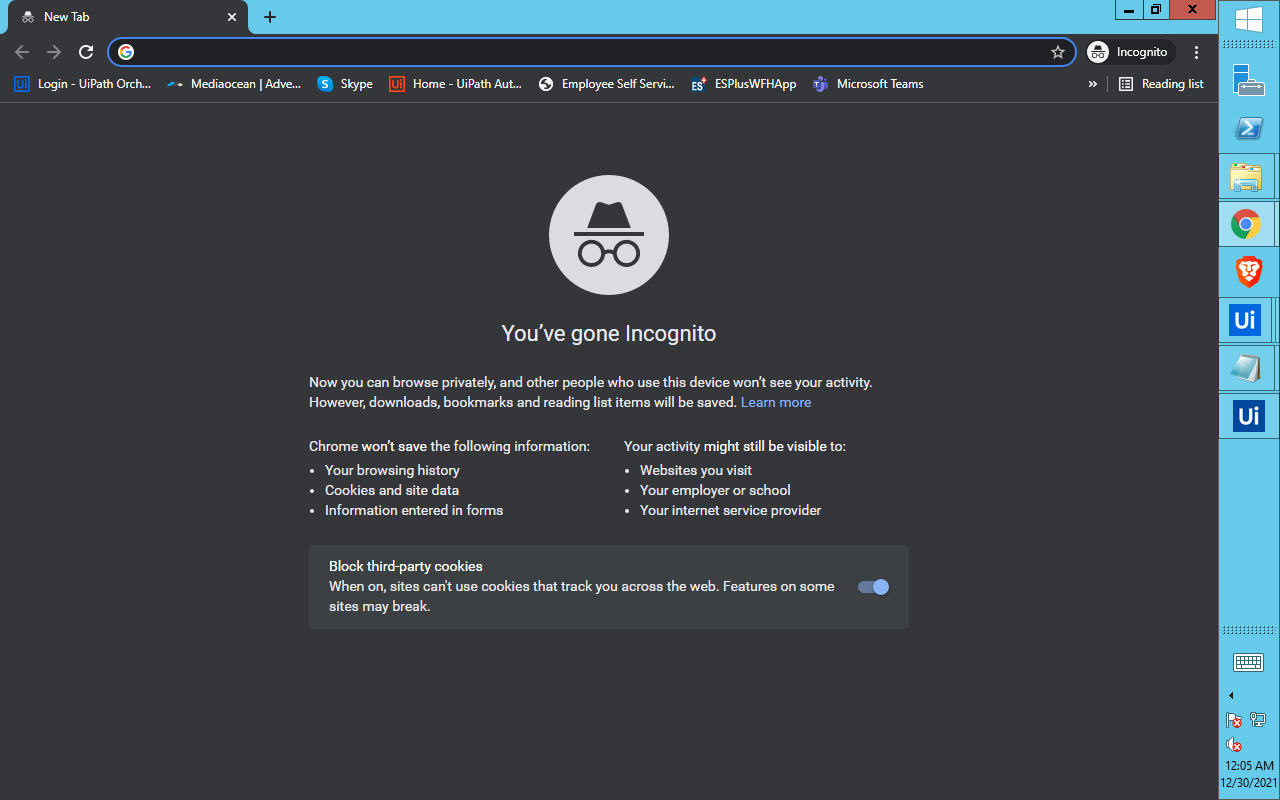 New Tab
Incognito
Login - UiPath Orch...
Mediaocean | Adve...
Skype
Home - UiPath Aut...
Employee Self Servi...
ESPlusWFHApp
Microsoft Teams
»
Reading list
You’ve gone Incognito
Now you can browse privately, and other people who use this device won’t see your activity.
However, downloads, bookmarks and reading list items will be saved. Learn more
Chrome won’t save the following information:
• Your browsing history
• Cookies and site data
• Information entered in forms
Your activity might still be visible to:
• Websites you visit
• Your employer or school
• Your internet service provider
Block third-party cookies
When on, sites can't use cookies that track you across the web. Features on some
sites may break.
Ui
Ui
12:05 AM
12/30/2021